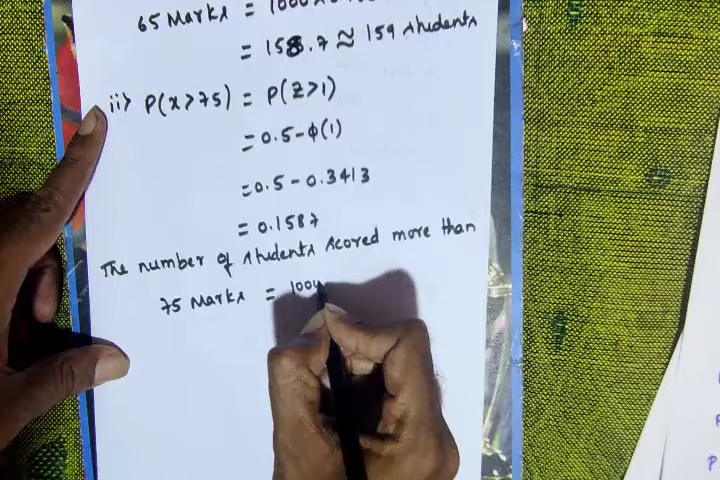 65 Marks = 1000
= 158.7 ≈ 159 students
ii) P(x>75) = P(Z>1)
= 0.5-φ(1)
=0.5 - 0.3413
= 0.1587
The number of students scored more than
75 Marks = 100